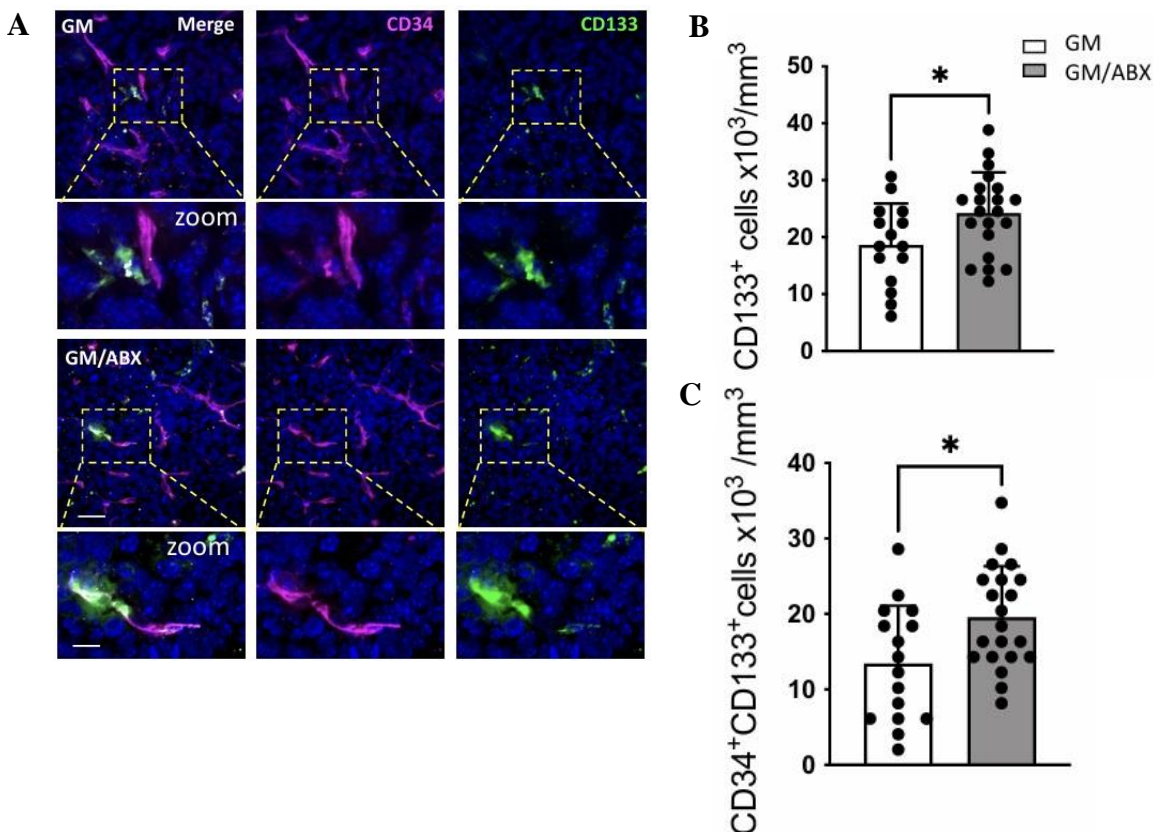 A
GM Merge CD34 CD133
zoom
GM/ABX
zoom
B
GM
GM/ABX
CD133⁺ cells x10³/mm³
50
40
30
20
10
0
*
C
CD34⁺CD133⁺cells x10³ /mm³
40
30
20
10
0
*